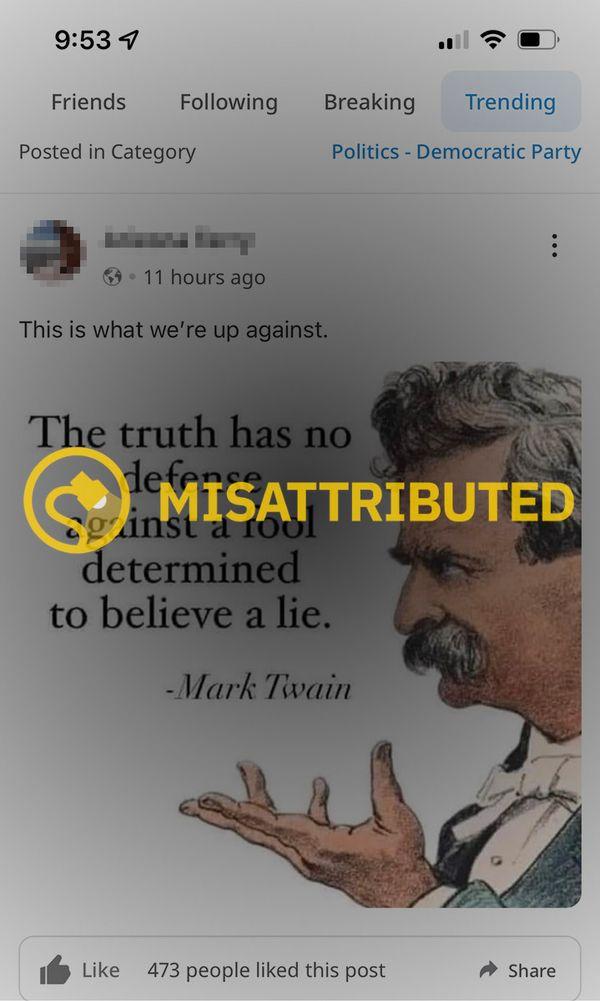 9:53
Friends Following Breaking Trending
Posted in Category Politics - Democratic Party
11 hours ago
This is what we’re up against.
The truth has no
defense
against a fool
determined
to believe a lie.
MISATTRIBUTED
-Mark Twain
Like 473 people liked this post Share